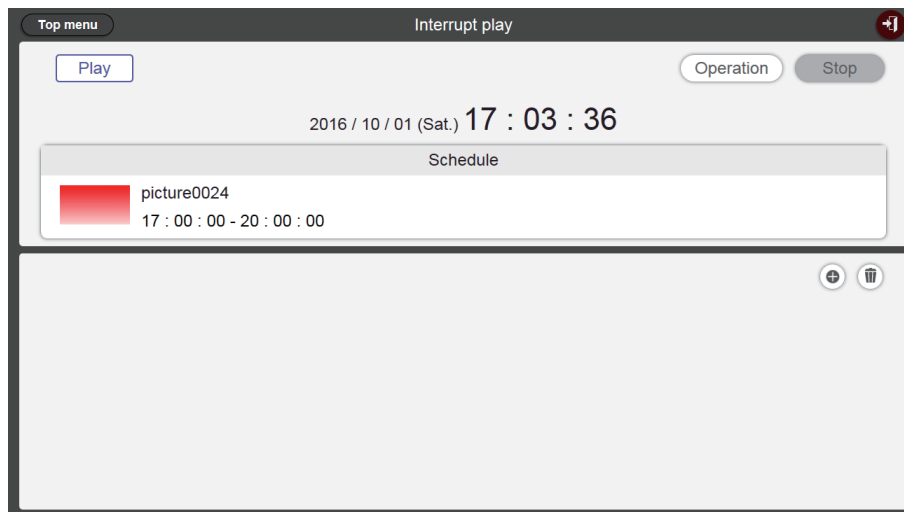 Top menu
Interrupt play
Play
Operation
Stop
2016 / 10 / 01 (Sat.) 17 : 03 : 36
Schedule
picture0024
17 : 00 : 00 - 20 : 00 : 00